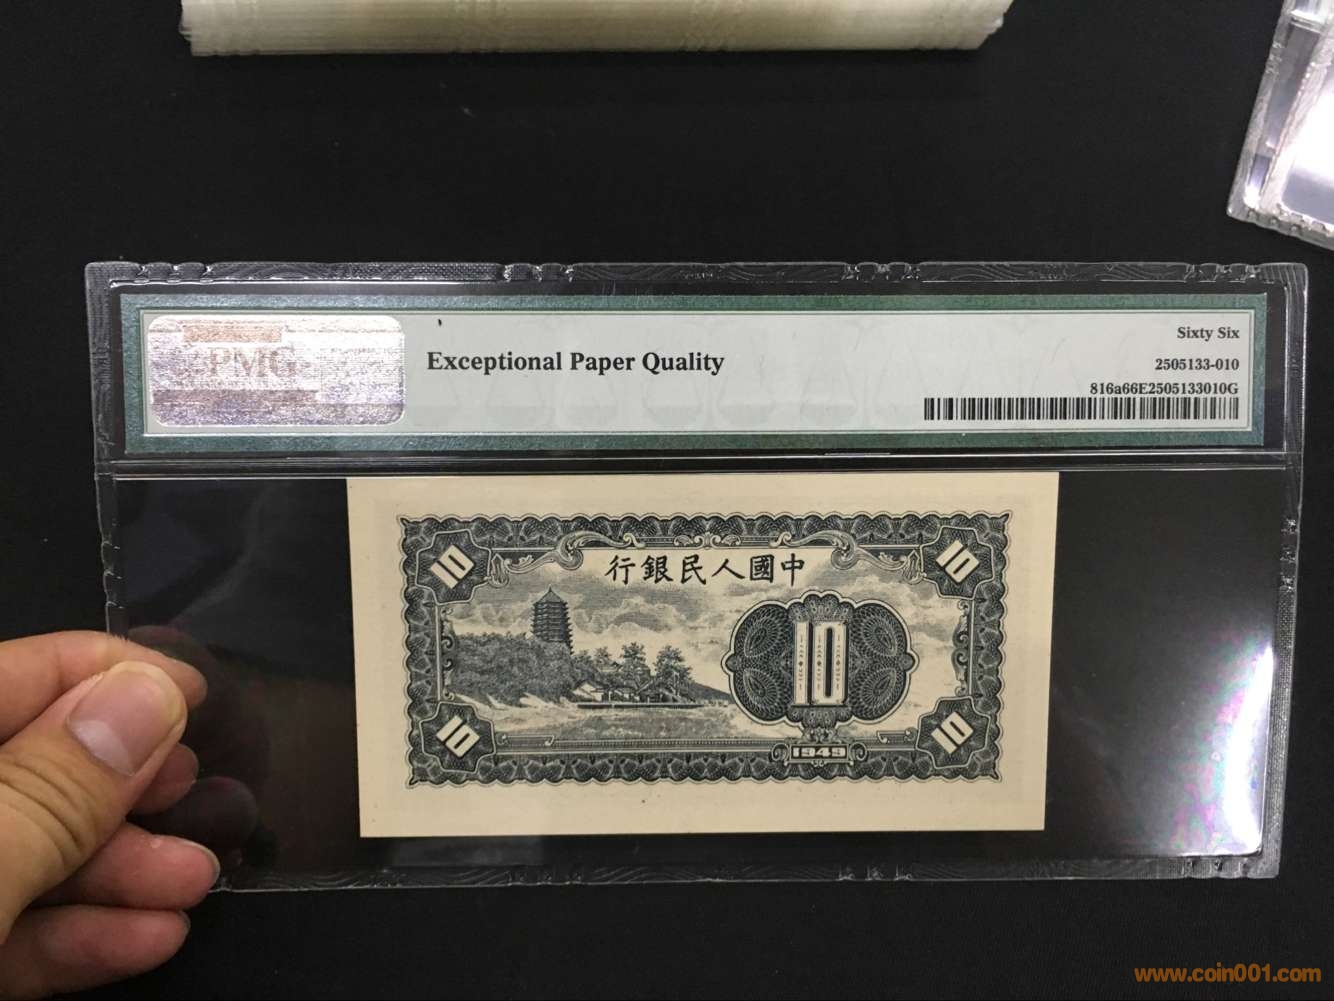 PMG
Exceptional Paper Quality
Sixty Six
2505133-010
816a66E2505133010G
行銀民人國中
10
10
10
10
10
1949
www.coin001.com